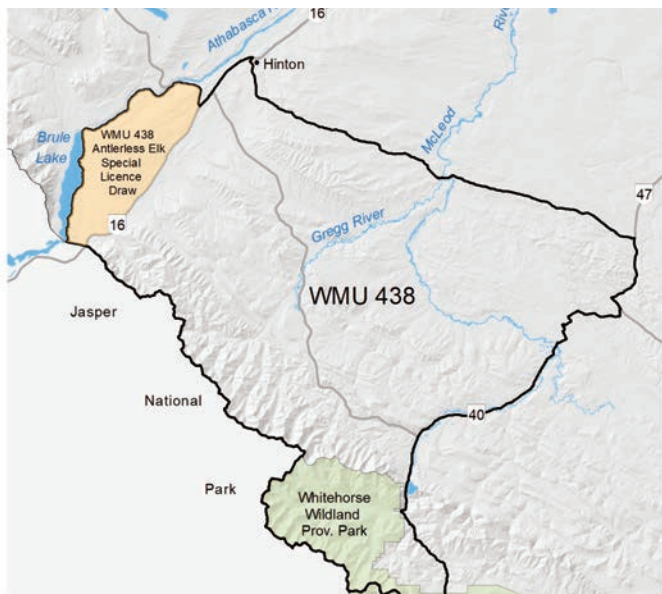 16
Athabasca
Hinton
River
McLeod
Brule
Lake
WMU 438
Antlerless Elk
Special
Licence
Draw
47
16
Gregg River
WMU 438
Jasper
National
40
Park
Whitehorse
Wildland
Prov. Park